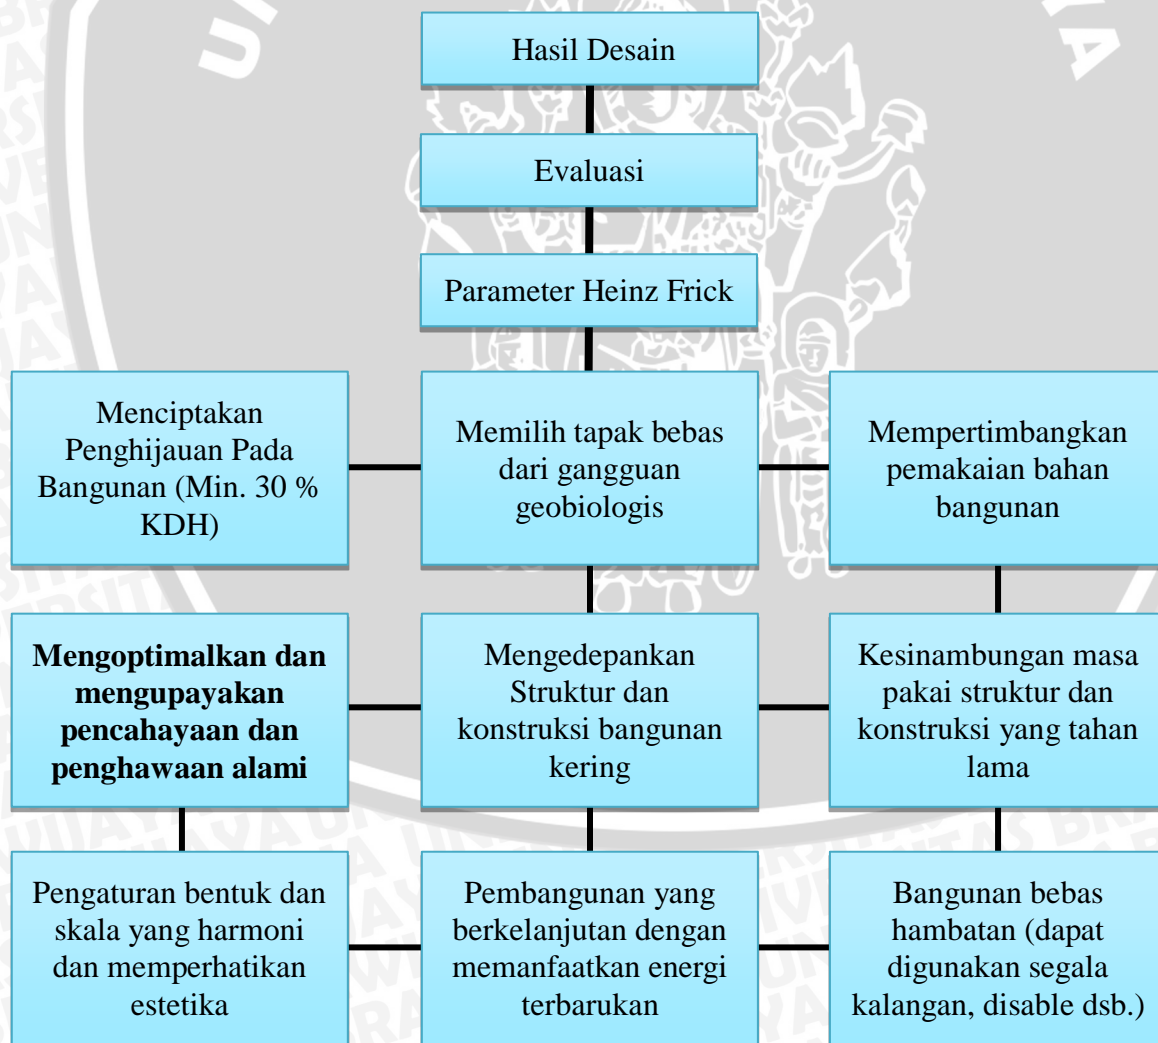 Hasil Desain
Evaluasi
Parameter Heinz Frick
Menciptakan
Penghijauan Pada
Bangunan (Min. 30 %
KDH)
Memilih tapak bebas
dari gangguan
geobiologis
Mempertimbangkan
pemakaian bahan
bangunan
Mengoptimalkan dan
mengupayakan
pencahayaan dan
penghawaan alami
Mengedepankan
Struktur dan
konstruksi bangunan
kering
Kesinambungan masa
pakai struktur dan
konstruksi yang tahan
lama
Pengaturan bentuk dan
skala yang harmoni
dan memperhatikan
estetika
Pembangunan yang
berkelanjutan dengan
memanfaatkan energi
terbarukan
Bangunan bebas
hambatan (dapat
digunakan segala
kalangan, disable dsb.)